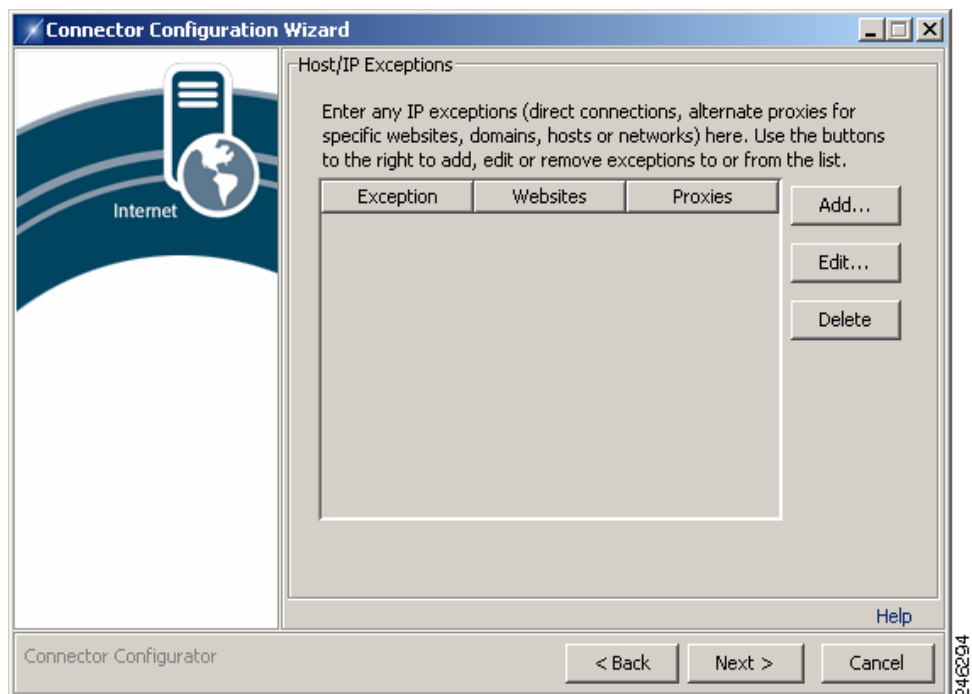 Connector Configuration Wizard
Host/IP Exceptions
Enter any IP exceptions (direct connections, alternate proxies for
specific websites, domains, hosts or networks) here. Use the buttons
to the right to add, edit or remove exceptions to or from the list.
Exception Websites Proxies
Add...
Edit...
Delete
Internet
Help
Connector Configurator
< Back Next > Cancel
246294